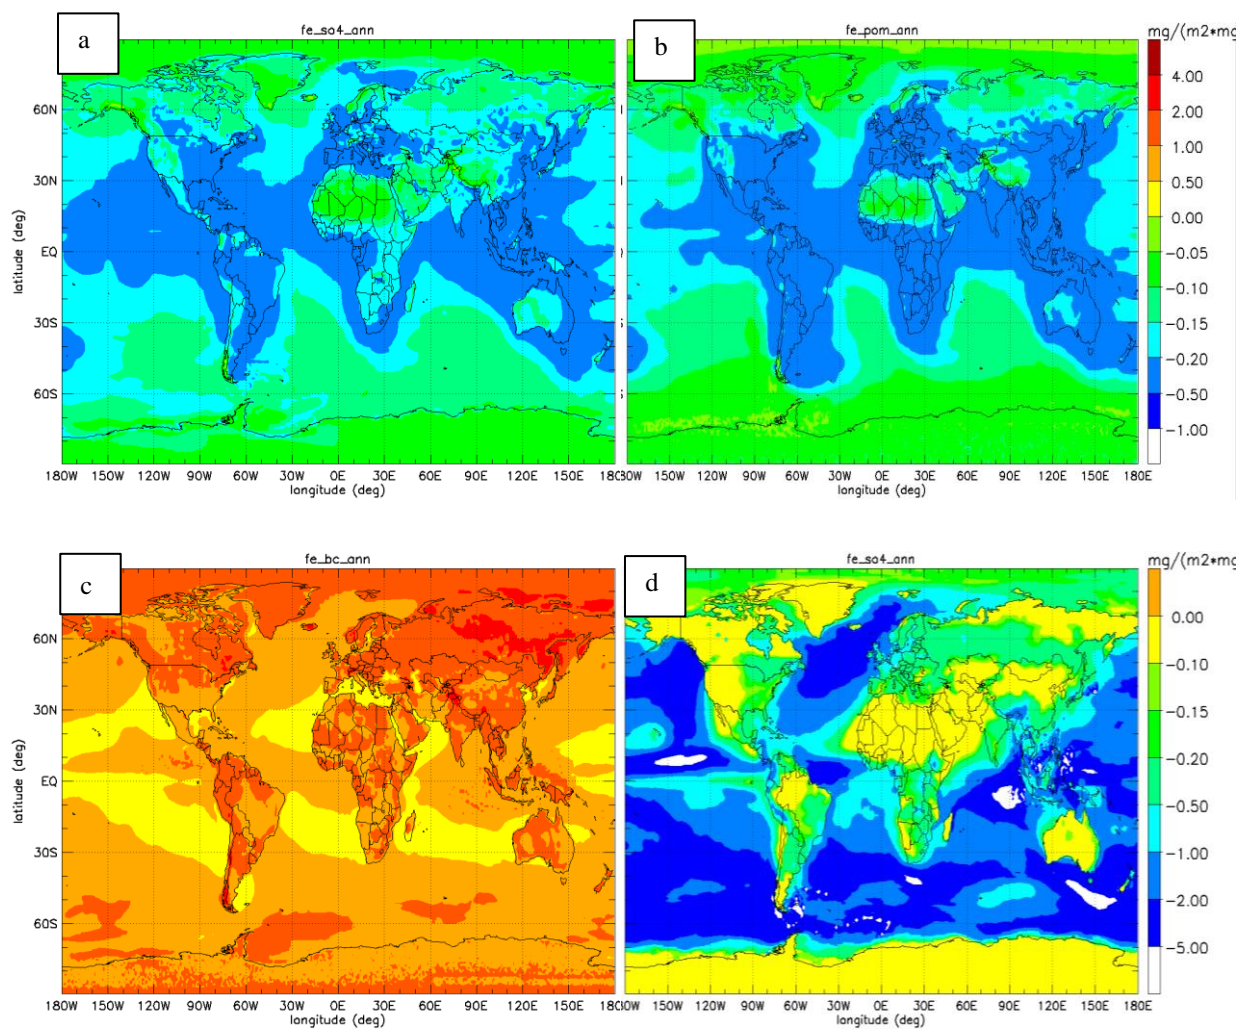 a
fe_so4_ann
b
fe_pom_ann
mg/(m2*mg
60N
30N
EQ
30S
60S
latitude (deg)
4.00
2.00
1.00
0.50
0.00
-0.05
-0.10
-0.15
-0.20
-0.50
-1.00
180W 150W 120W 90W 60W 30W 0E 30E 60E 90E 120E 150E 180W 150W 120W 90W 60W 30W 0E 30E 60E 90E 120E 150E 180E
longitude (deg)
longitude (deg)
c
fe_bc_ann
d
fe_so4_ann
mg/(m2*mg
60N
30N
EQ
30S
60S
latitude (deg)
0.00
-0.10
-0.15
-0.20
-0.50
-1.00
-2.00
-5.00
180W 150W 120W 90W 60W 30W 0E 30E 60E 90E 120E 150E 180W 150W 120W 90W 60W 30W 0E 30E 60E 90E 120E 150E 180E
longitude (deg)
longitude (deg)